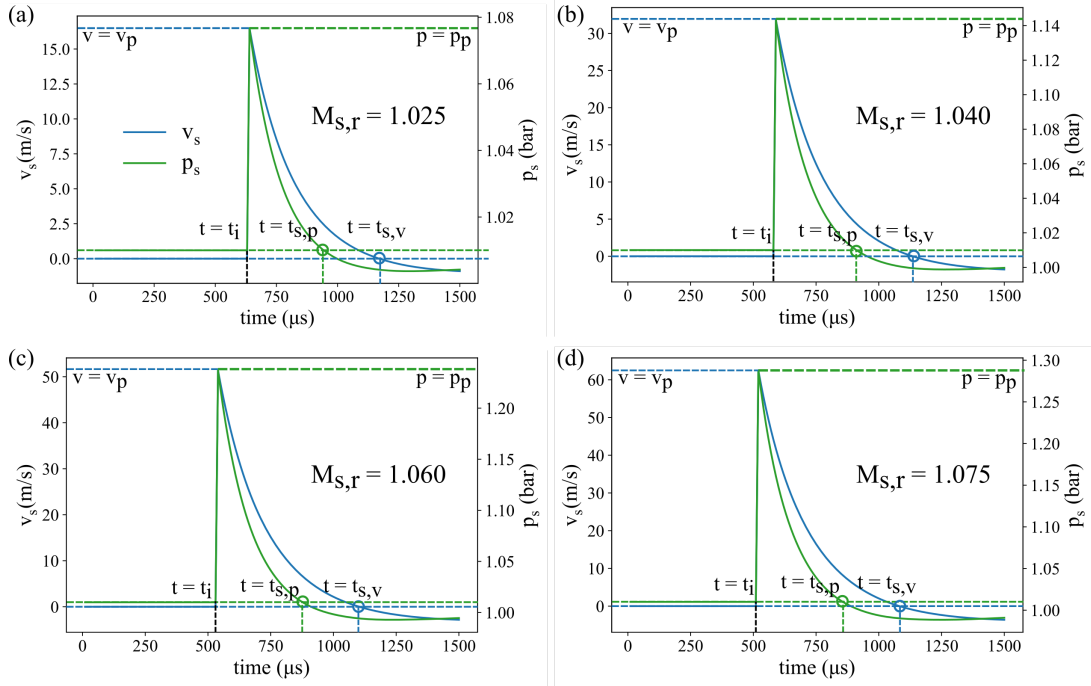 (a)
v = vp
p = pp
Ms,r = 1.025
vs
ps
t = ti
t = ts,p
t = ts,v
15.0
12.5
10.0
7.5
5.0
2.5
0.0
vs(m/s)
1.08
1.06
1.04
1.02
ps (bar)
0 250 500 750 1000 1250 1500
time (μs)
(b)
v = vp
p = pp
Ms,r = 1.040
t = ti
t = ts,p
t = ts,v
30
25
20
15
10
5
0
vs(m/s)
1.14
1.12
1.10
1.08
1.06
1.04
1.02
1.00
ps (bar)
0 250 500 750 1000 1250 1500
time (μs)
(c)
v = vp
p = pp
Ms,r = 1.060
t = ti
t = ts,p
t = ts,v
50
40
30
20
10
0
vs(m/s)
1.20
1.15
1.10
1.05
1.00
ps (bar)
0 250 500 750 1000 1250 1500
time (μs)
(d)
v = vp
p = pp
Ms,r = 1.075
t = ti
t = ts,p
t = ts,v
60
50
40
30
20
10
0
vs(m/s)
1.30
1.25
1.20
1.15
1.10
1.05
1.00
ps (bar)
0 250 500 750 1000 1250 1500
time (μs)